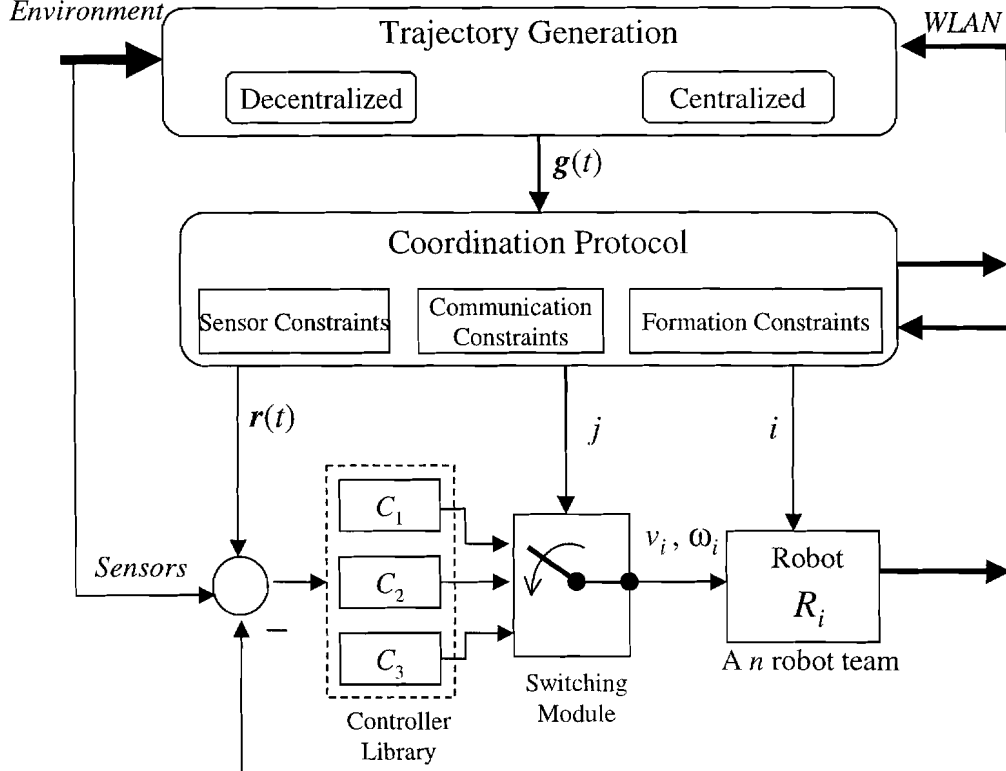 Environment
Trajectory Generation
WLAN
Decentralized
Centralized
g(t)
Coordination Protocol
Sensor Constraints
Communication
Constraints
Formation Constraints
r(t)
j
i
C1
C2
C3
Sensors
−
vi , ωi
Robot
Ri
A n robot team
Switching
Module
Controller
Library